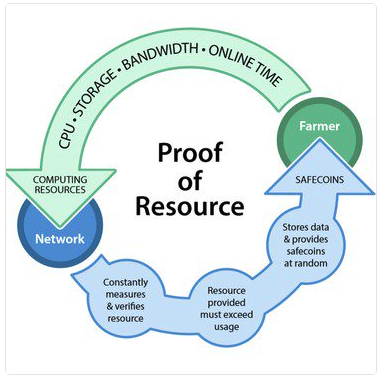 CPU • STORAGE • BANDWIDTH • ONLINE TIME
Farmer
Proof
of
Resource
COMPUTING
RESOURCES
SAFECOINS
Network
Stores data
& provides
safecoins
at random
Constantly
measures
& verifies
resource
Resource
provided
must exceed
usage